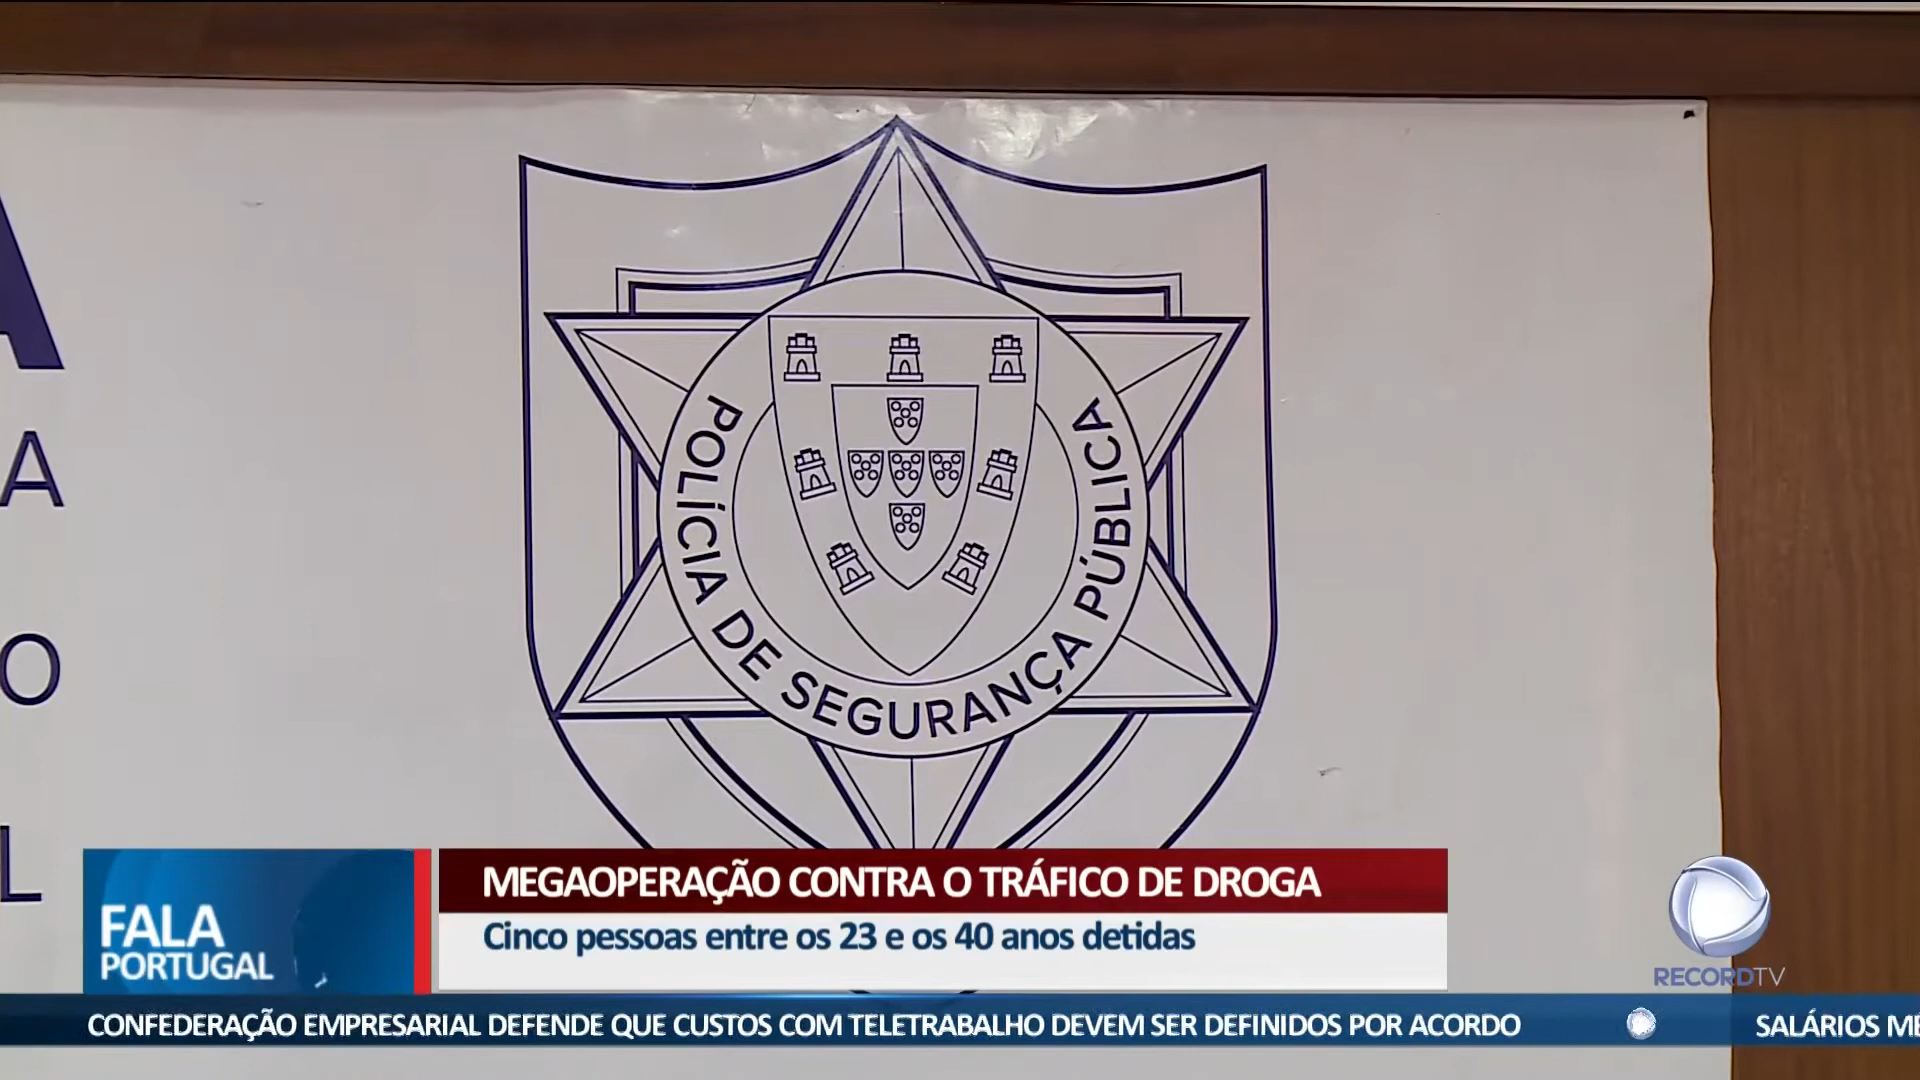 A
A
O
L
POLÍCIA DE SEGURANÇA PÚBLICA
MEGAOPERAÇÃO CONTRA O TRÁFICO DE DROGA
Cinco pessoas entre os 23 e os 40 anos detidas
FALA
PORTUGAL
RECORDTV
CONFEDERAÇÃO EMPRESARIAL DEFENDE QUE CUSTOS COM TELETRABALHO DEVEM SER DEFINIDOS POR ACORDO
SALÁRIOS ME